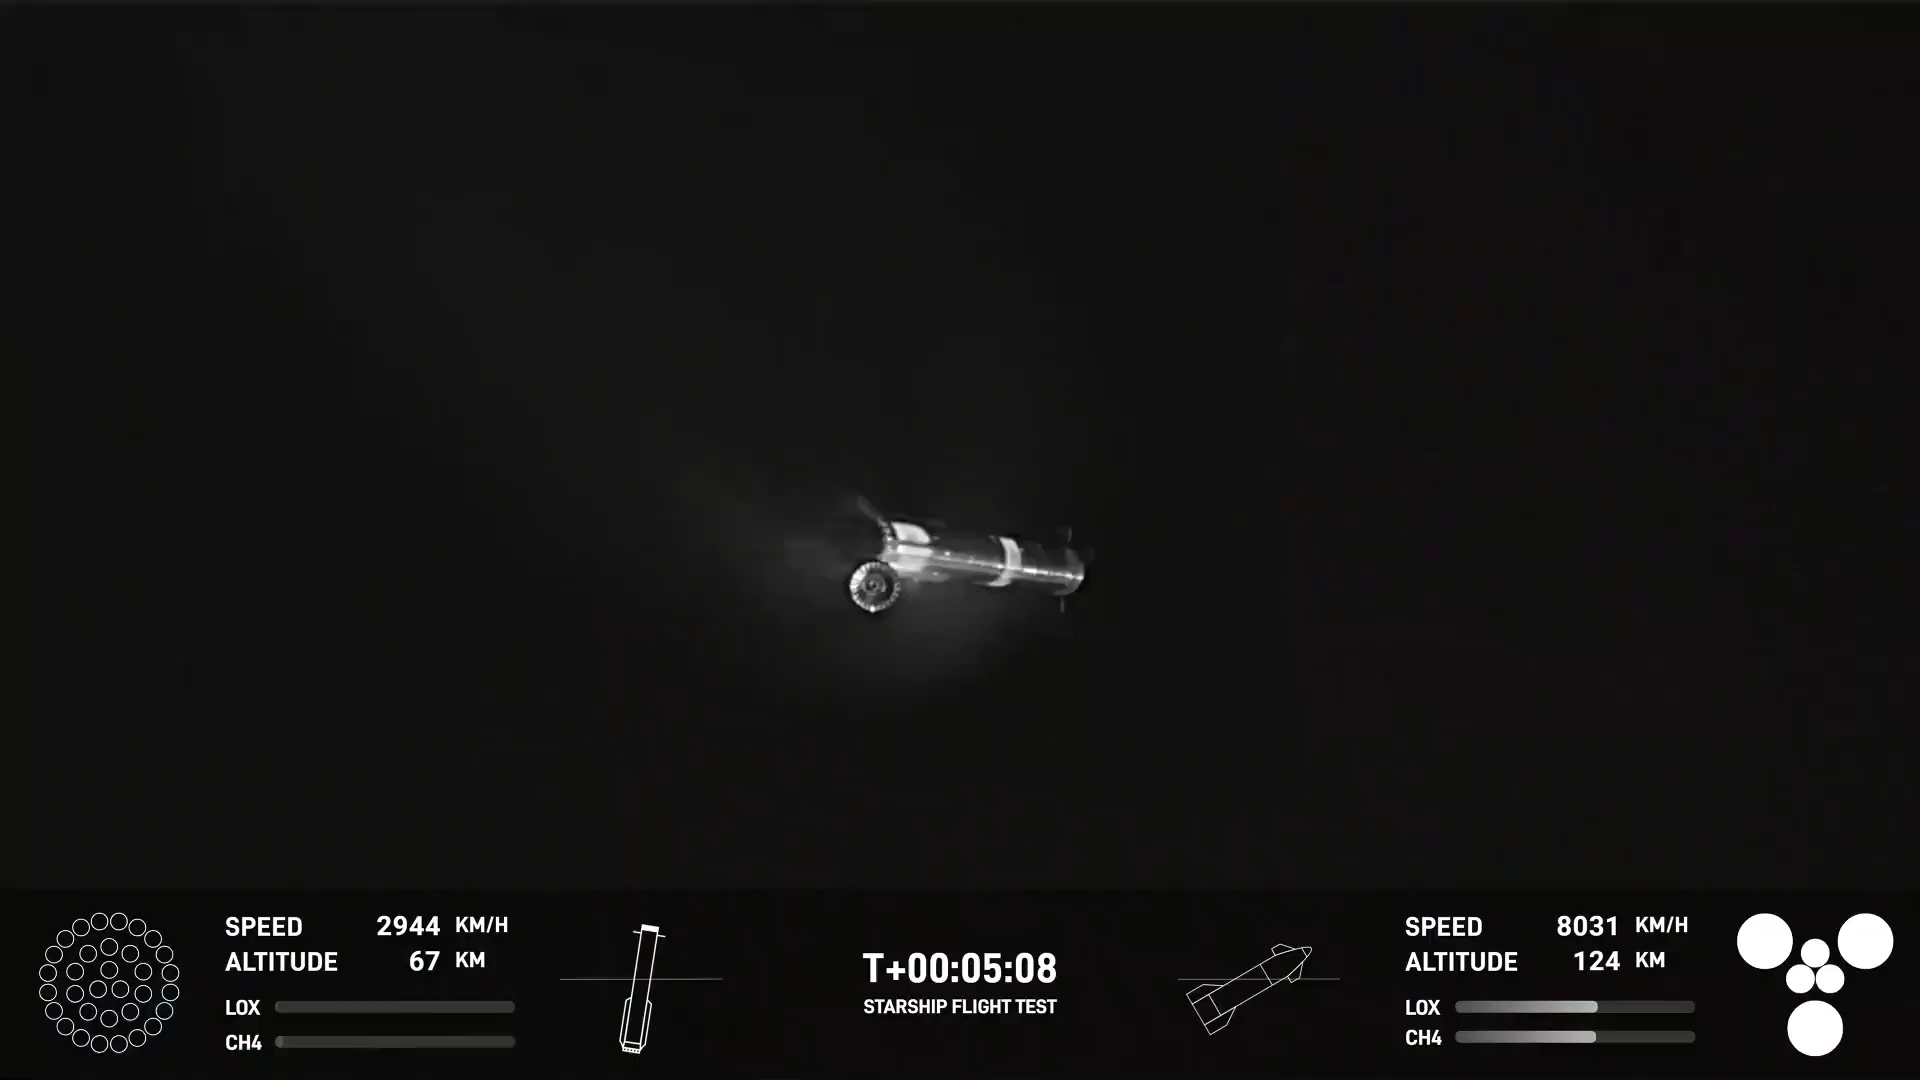 SPEED 2944 KM/H
ALTITUDE 67 KM
LOX
CH4
T+00:05:08
STARSHIP FLIGHT TEST
SPEED 8031 KM/H
ALTITUDE 124 KM
LOX
CH4